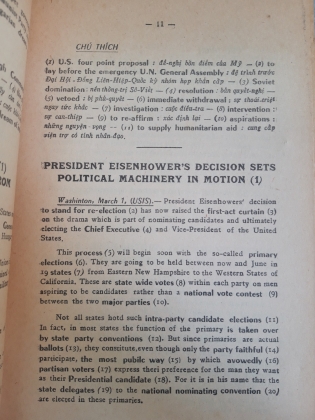 — 11 —
CHÚ THÍCH
(1) U.S. four point proposal : đề-nghị bốn điểm của Mỹ — (2) to
lay before the emergency U.N. General Assembly : đệ trình trước
Đại Hội-Đồng Liên-Hiệp-Quốc kỳ nhóm họp khẩn cấp — (3) Soviet
domination : nền thống trị Sô-Viết — (4) resolution : bản quyết-nghị —
(5) vetoed : bị phủ-quyết — (6) immediate withdrawal : sự thoái-triệt
ngay tức khắc — (7) investigation : cuộc điều-tra — (8) intervention :
sự can-thiệp — (9) to re-affirm : xác định lại — (10) aspirations :
những nguyện-vọng — (11) to supply humanitarian aid : cung cấp
viện trợ có tính nhân-đạo.
PRESIDENT EISENHOWER'S DECISION SETS
POLITICAL MACHINERY IN MOTION (1)
Washinton, March 1, (USIS).— President Eisenhowers' decision
to stand for re-election (2) has now raised the first-act curtain (3)
on the drama which is part of nominating candidates and ultimately
electing the Chief Executive (4) and Vice-President of the United
States.
This process (5) will begin soon with the so-called primary
elections (6). They are going to be held between now and June in
19 states (7) from Eastern New Hampshire to the Western States of
California. These are state wide votes (8) within each party on men
aspiring to be candidates rather than a national vote contest (9)
between the two major parties (10).
Not all states hotd such intra-party candidate elections (11)
In fact, in most states the function of the primary is taken over
by state party conventions (12). But since primaries are actual
ballots (13), they constitute, even though only the party faithful (14)
participate, the most pubilc way (15) by which avowedly (16)
partisan voters (17) express theri preference for the man they want
as their Presidential candidate (18). For it is in his name that the
state delegates (19) to the national nominating convention (20)
are elected in these primaries.